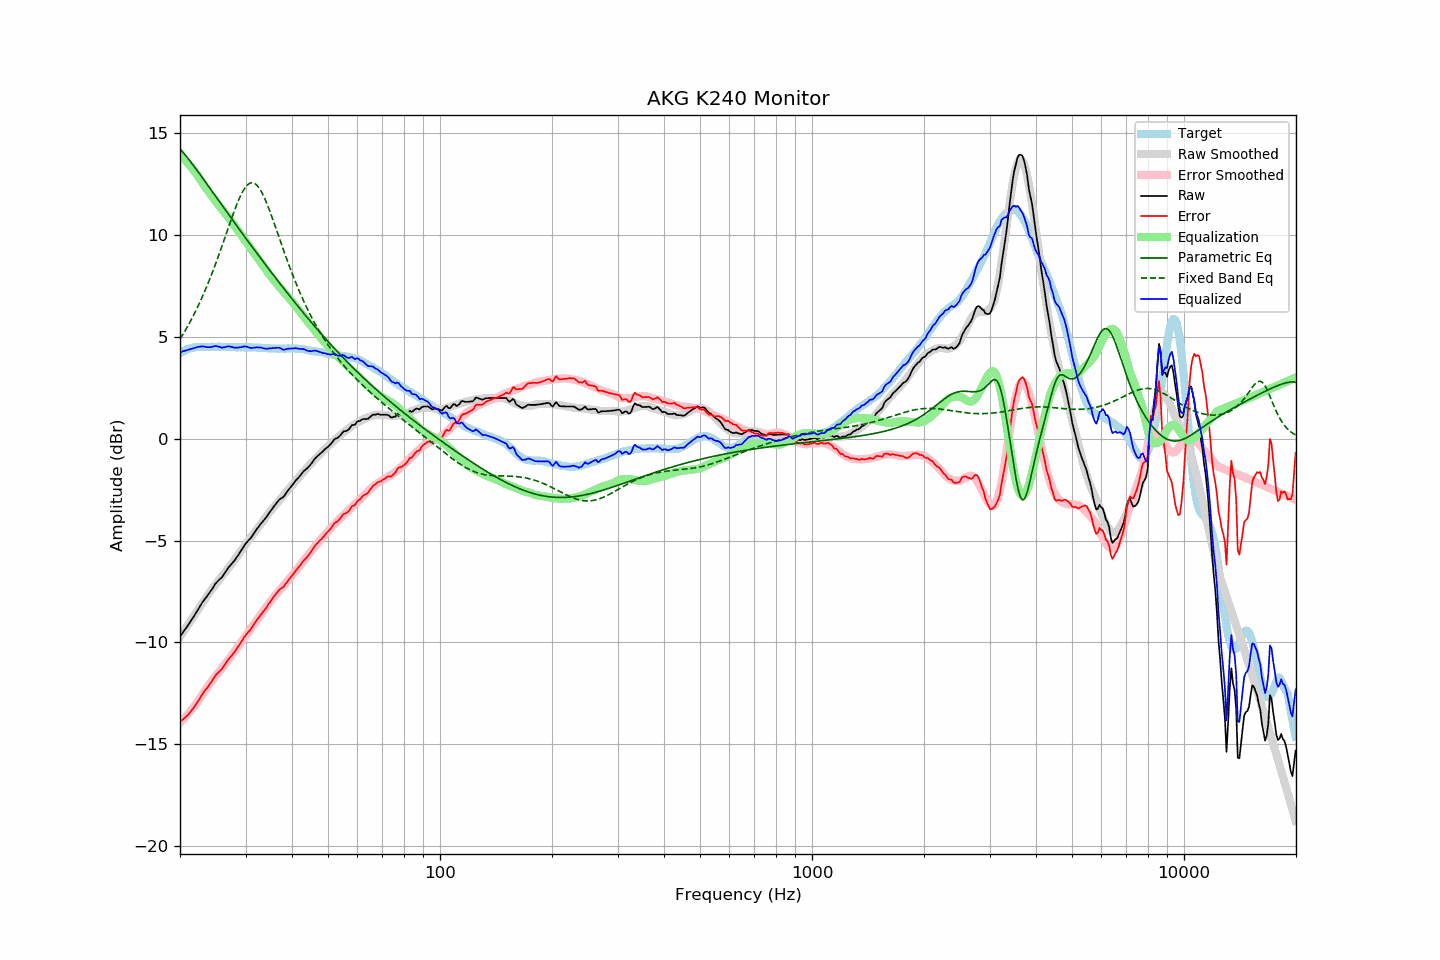 AKG K240 Monitor
15
10
5
0
−5
−10
−15
−20
Amplitude (dBr)
100
1000
10000
Frequency (Hz)
Target
Raw Smoothed
Error Smoothed
Raw
Error
Equalization
Parametric Eq
Fixed Band Eq
Equalized